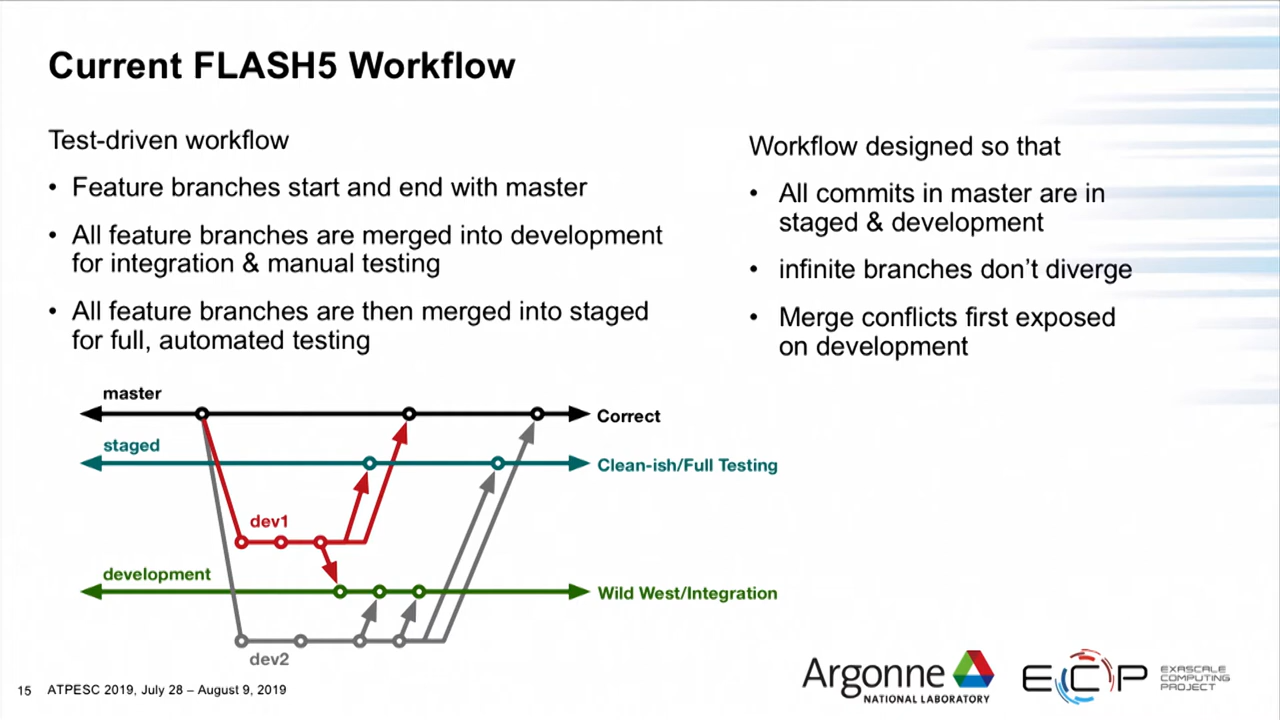 Current FLASH5 Workflow
Test-driven workflow
• Feature branches start and end with master
• All feature branches are merged into development
for integration & manual testing
• All feature branches are then merged into staged
for full, automated testing
Workflow designed so that
• All commits in master are in
staged & development
• infinite branches don't diverge
• Merge conflicts first exposed
on development
master
Correct
staged
Clean-ish/Full Testing
dev1
development
Wild West/Integration
dev2
15 ATPESC 2019, July 28 – August 9, 2019
Argonne
NATIONAL LABORATORY
ECP
EXASCALE
COMPUTING
PROJECT